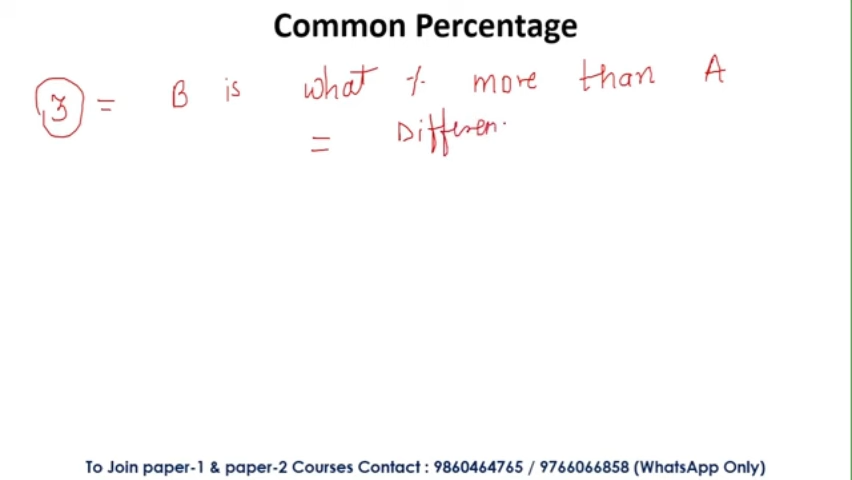 Common Percentage
3 = B is what % more than A
= Differen
To Join paper-1 & paper-2 Courses Contact : 9860464765 / 9766066858 (WhatsApp Only)